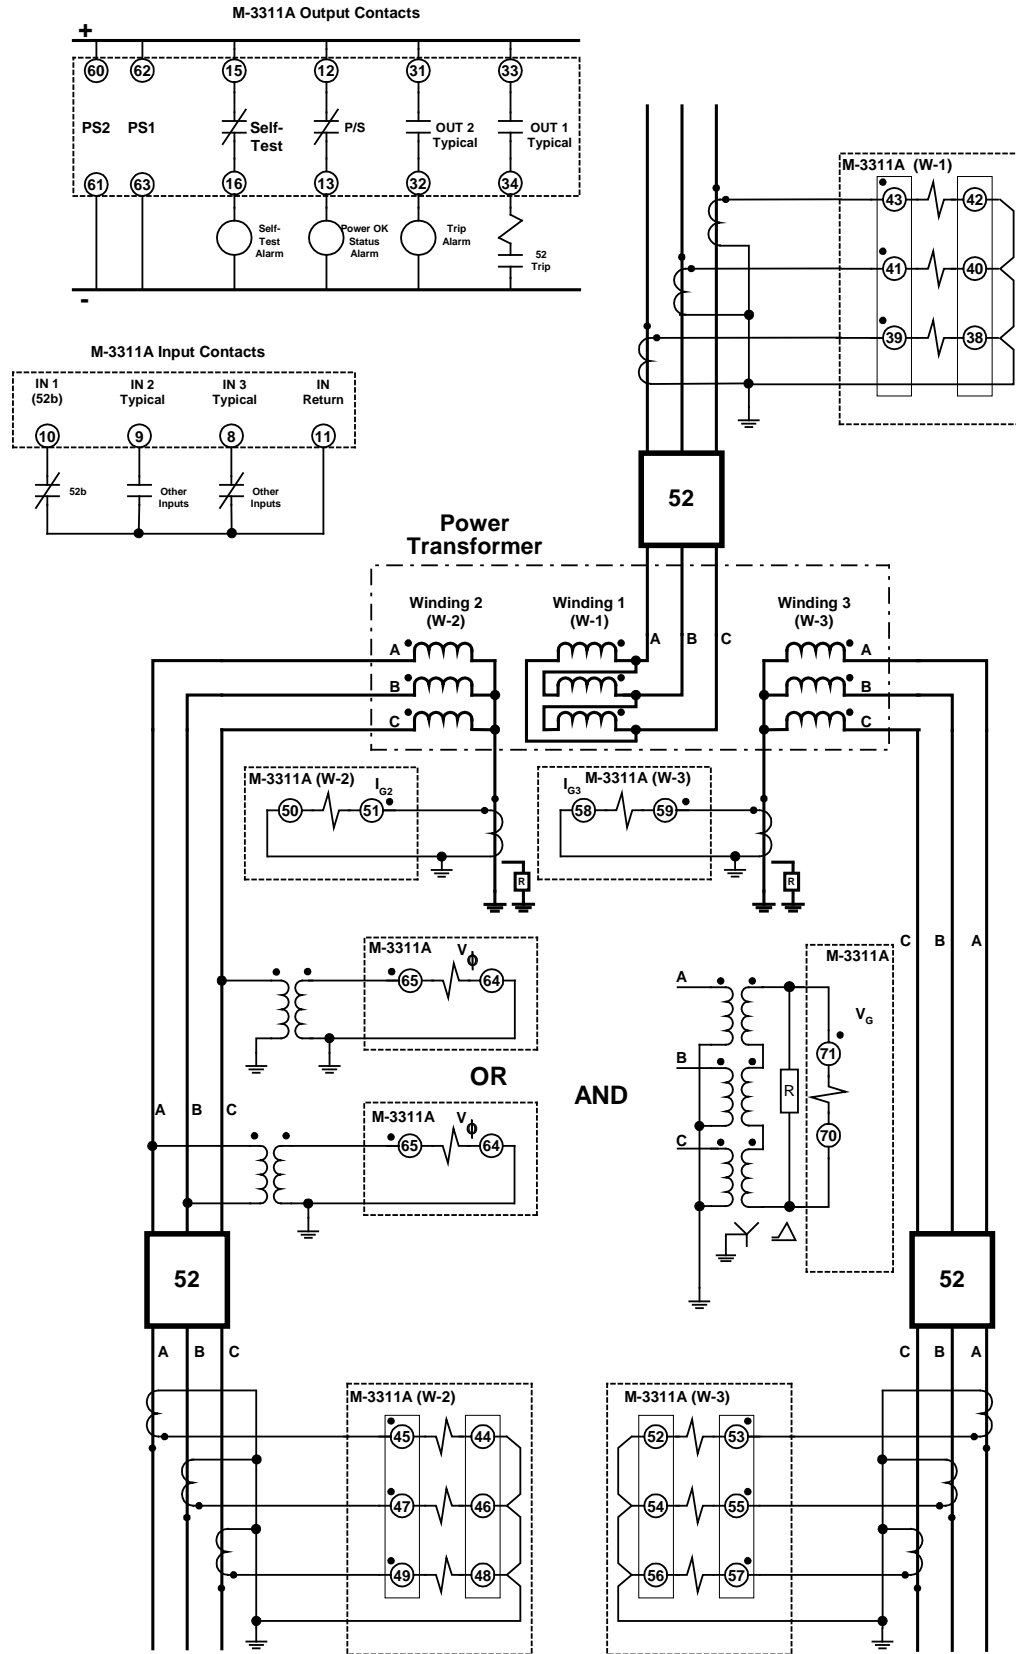 M-3311A Output Contacts
+
60 62 15 12 31 33
PS2 PS1 Self-Test P/S OUT 2 Typical OUT 1 Typical
61 63 16 13 32 34
Self-Test Alarm
Power OK Status Alarm
Trip Alarm
52 Trip
-
M-3311A (W-1)
43 42
41 40
39 38
M-3311A Input Contacts
IN 1 (52b)
IN 2 Typical
IN 3 Typical
IN Return
10 9 8 11
52b
Other Inputs
Other Inputs
52
Power
Transformer
Winding 2 (W-2)
Winding 1 (W-1)
Winding 3 (W-3)
A B C
A A
B B
C C
M-3311A (W-2)
IG2
50 51
M-3311A (W-3)
IG3
58 59
R
R
C B A
M-3311A
Vϕ
65 64
OR
M-3311A
Vϕ
65 64
A B C
AND
A
B
C
R
M-3311A
VG
71
70
52
52
A B C
C B A
M-3311A (W-2)
45 44
47 46
49 48
M-3311A (W-3)
52 53
54 55
56 57